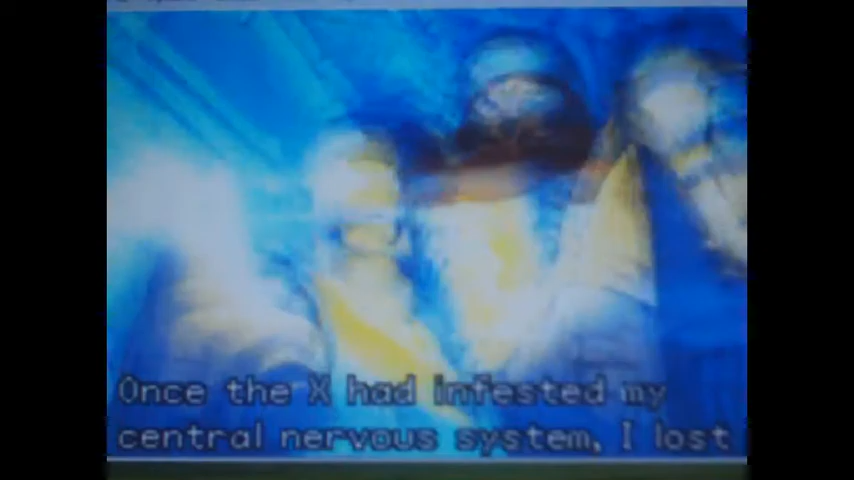 Once the X had infested my
central nervous system, I lost